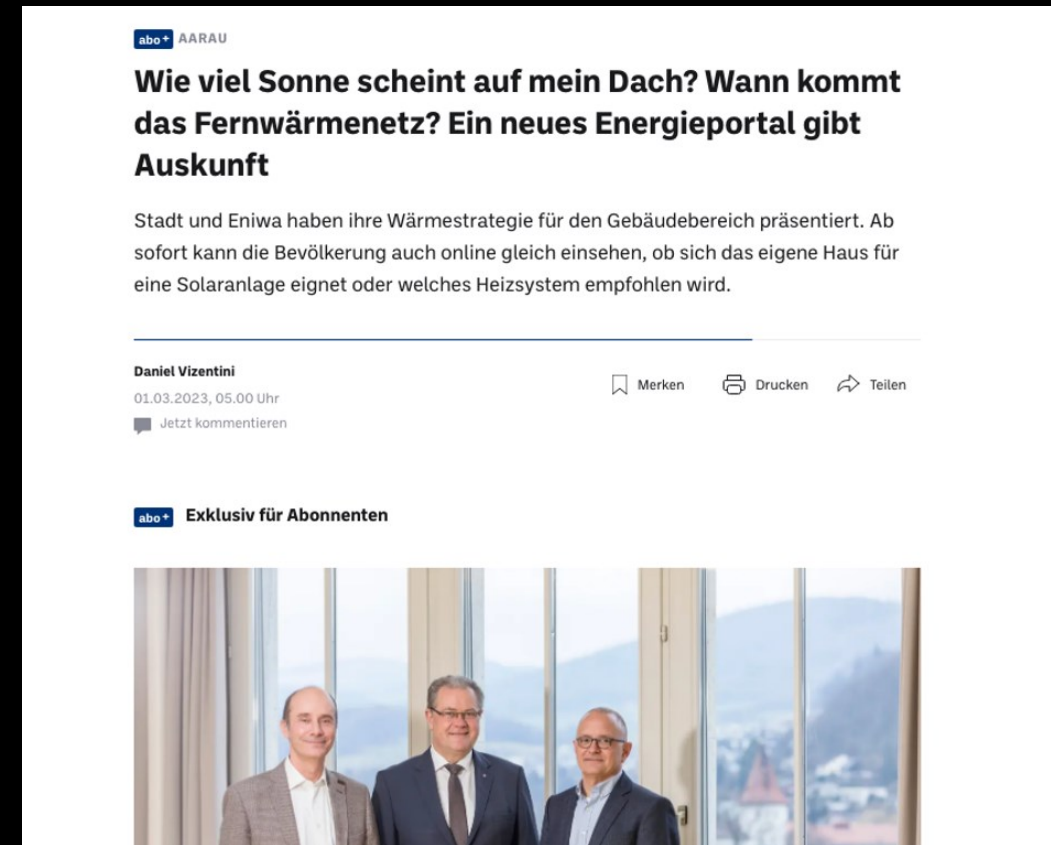 abo+ AARAU
Wie viel Sonne scheint auf mein Dach? Wann kommt
das Fernwärmenetz? Ein neues Energieportal gibt
Auskunft
Stadt und Eniwa haben ihre Wärmestrategie für den Gebäudebereich präsentiert. Ab
sofort kann die Bevölkerung auch online gleich einsehen, ob sich das eigene Haus für
eine Solaranlage eignet oder welches Heizsystem empfohlen wird.
Daniel Vizentini
01.03.2023, 05.00 Uhr
Jetzt kommentieren
Merken Drucken Teilen
abo+ Exklusiv für Abonnenten